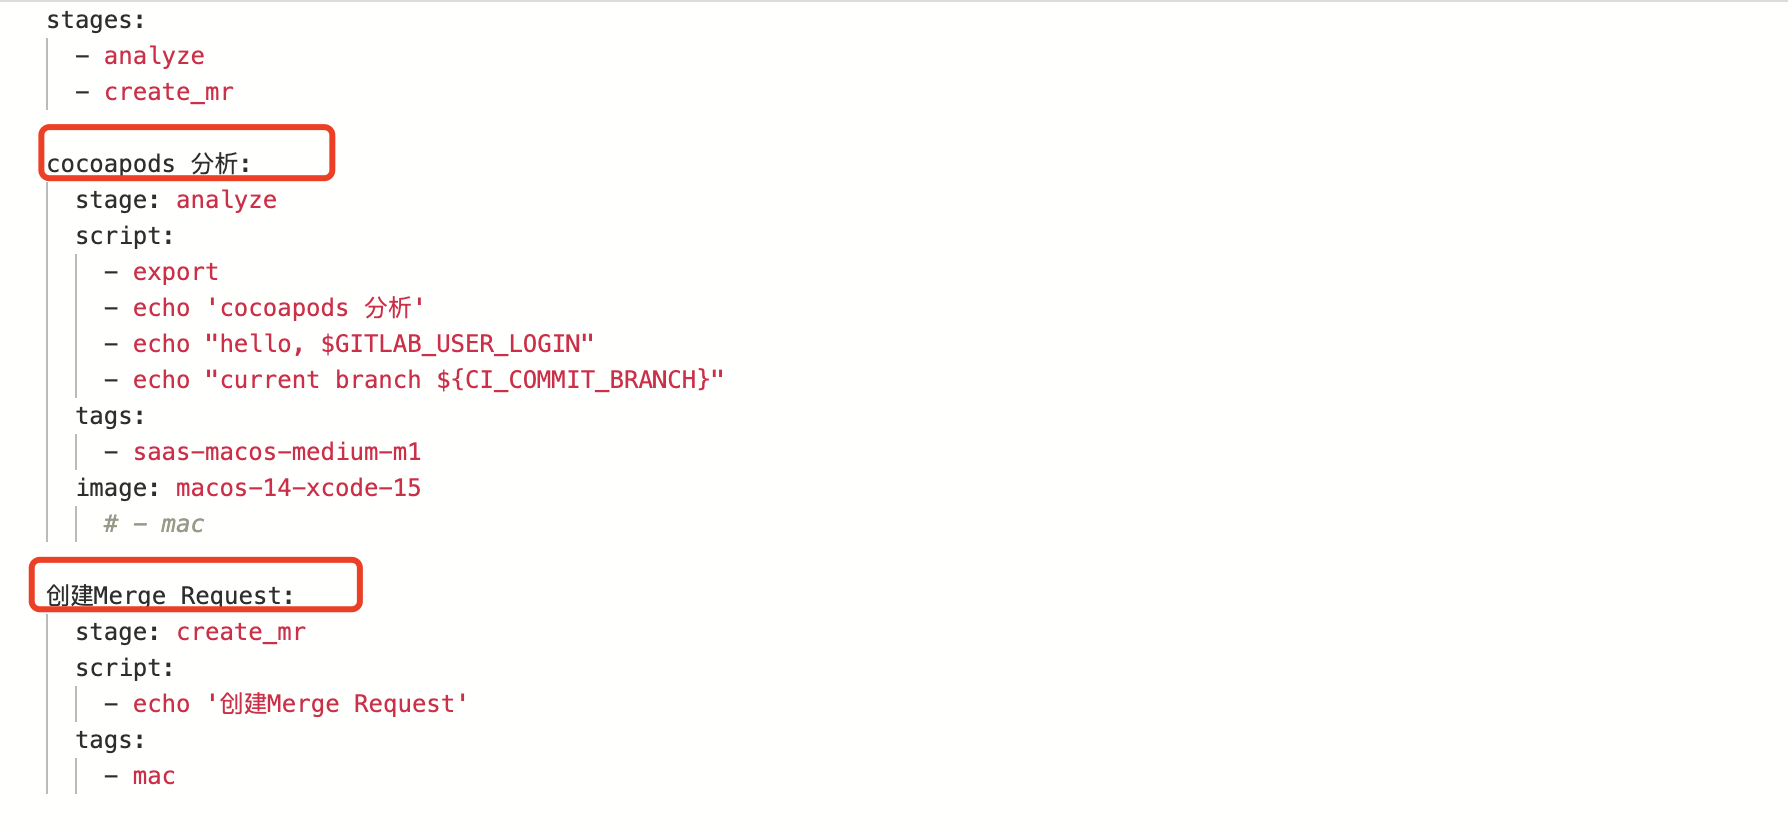 stages:
- analyze
- create_mr
cocoapods 分析:
stage: analyze
script:
- export
- echo 'cocoapods 分析'
- echo "hello, $GITLAB_USER_LOGIN"
- echo "current branch ${CI_COMMIT_BRANCH}"
tags:
- saas-macos-medium-m1
image: macos-14-xcode-15
# - mac
创建Merge Request:
stage: create_mr
script:
- echo '创建Merge Request'
tags:
- mac